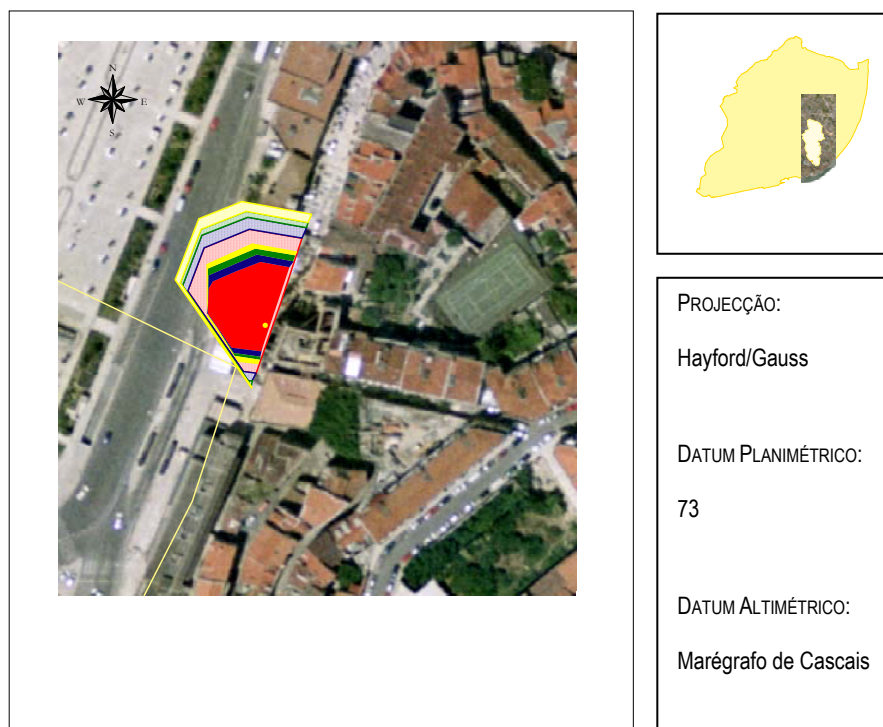 N
W E
S
PROJECÇÃO:
Hayford/Gauss
DATUM PLANIMÉTRICO:
73
DATUM ALTIMÉTRICO:
Marégrafo de Cascais